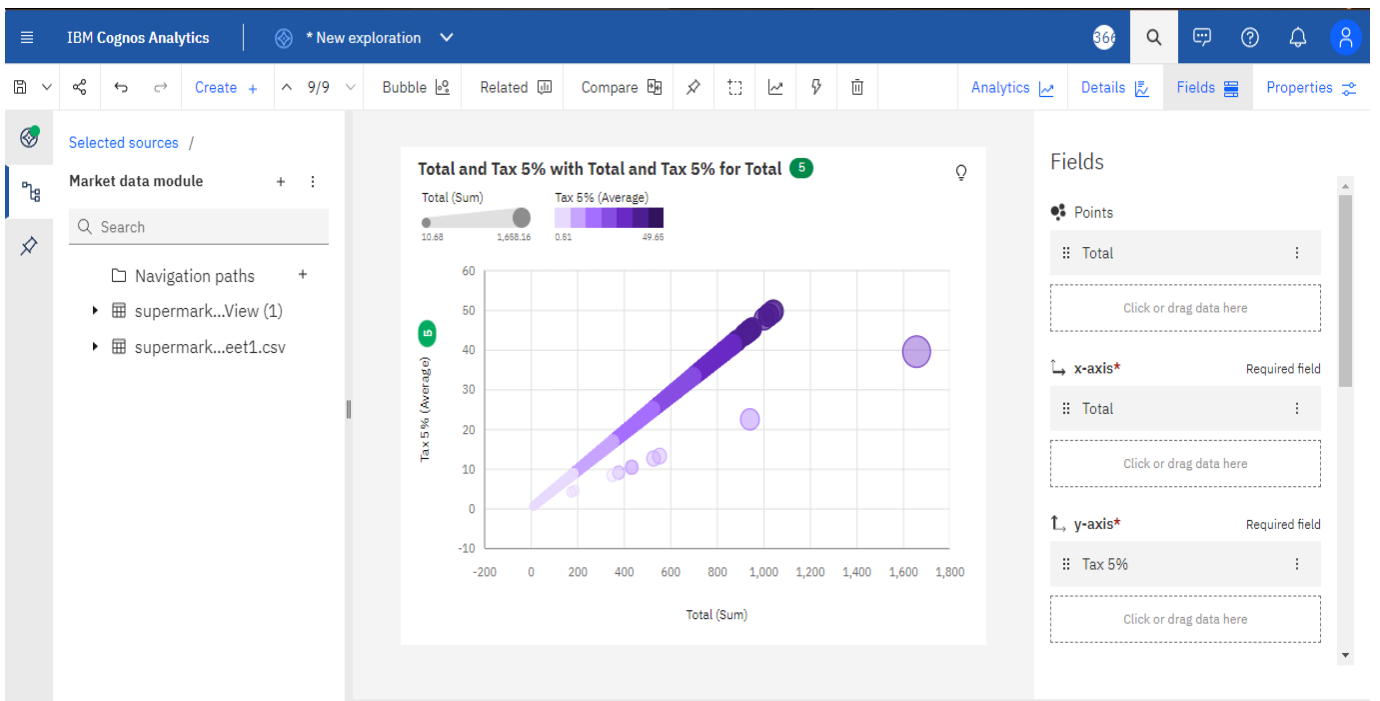 IBM Cognos Analytics
* New exploration
366
Create +
9/9
Bubble
Related
Compare
Analytics
Details
Fields
Properties
Selected sources /
Market data module
Search
Navigation paths
supermark...View (1)
supermark...eet1.csv
Total and Tax 5% with Total and Tax 5% for Total 5
Total (Sum)
10.68 1,658.16
Tax 5% (Average)
0.51 49.65
60
50
40
30
20
10
0
-10
Tax 5% (Average) 5
-200 0 200 400 600 800 1,000 1,200 1,400 1,600 1,800
Total (Sum)
Fields
Points
Total
Click or drag data here
x-axis* Required field
Total
Click or drag data here
y-axis* Required field
Tax 5%
Click or drag data here